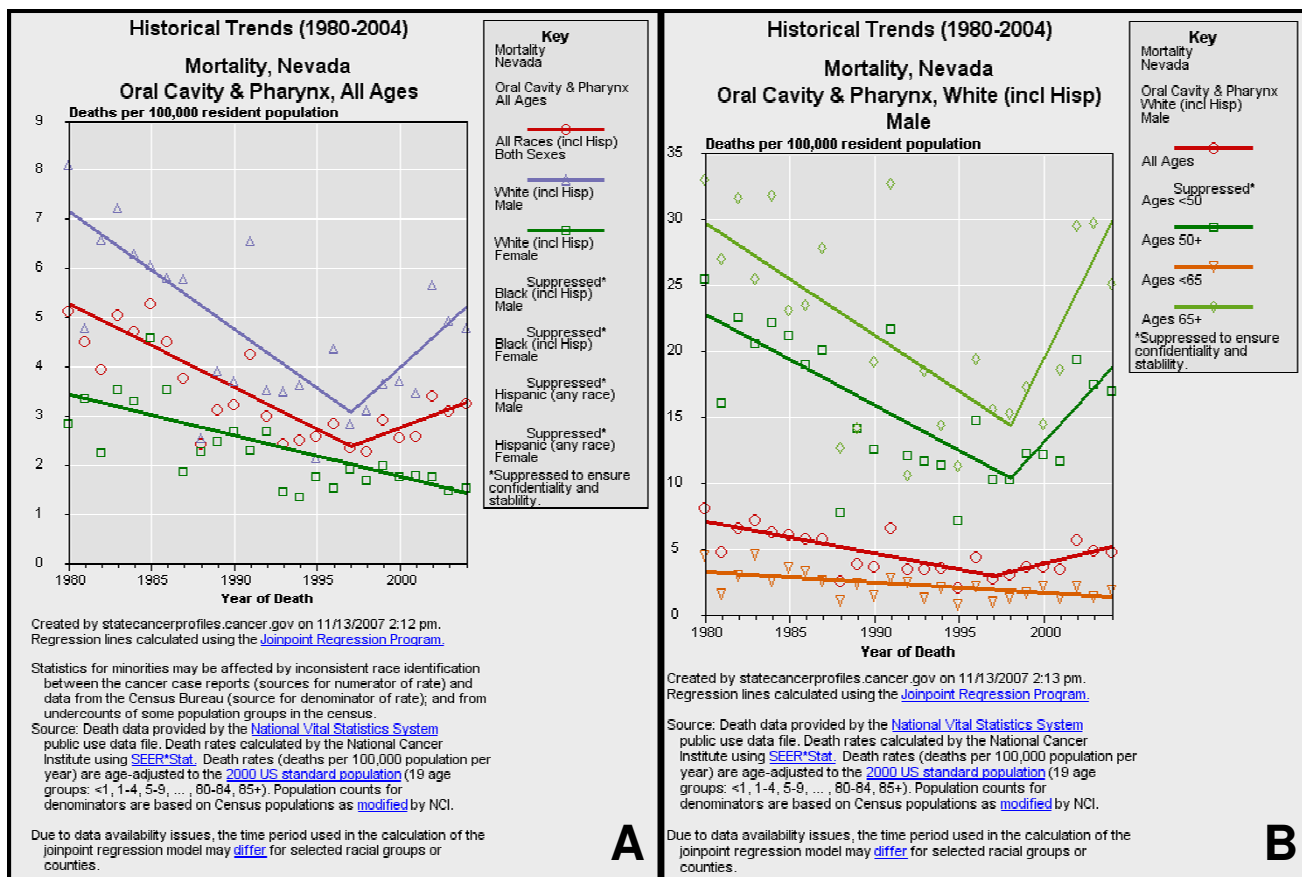 Historical Trends (1980-2004)
Mortality, Nevada
Oral Cavity & Pharynx, All Ages
Deaths per 100,000 resident population
9
8
7
6
5
4
3
2
1
0
1980
1985
1990
1995
2000
Year of Death
Key
Mortality
Nevada
Oral Cavity & Pharynx
All Ages
All Races (incl Hisp)
Both Sexes
White (incl Hisp)
Male
White (incl Hisp)
Female
Suppressed*
Black (incl Hisp)
Male
Suppressed*
Black (incl Hisp)
Female
Suppressed*
Hispanic (any race)
Male
Suppressed*
Hispanic (any race)
Female
*Suppressed to ensure
confidentiality and
stablility.
Created by statecancerprofiles.cancer.gov on 11/13/2007 2:12 pm.
Regression lines calculated using the Joinpoint Regression Program.
Statistics for minorities may be affected by inconsistent race identification
between the cancer case reports (sources for numerator of rate) and
data from the Census Bureau (source for denominator of rate); and from
undercounts of some population groups in the census.
Source: Death data provided by the National Vital Statistics System
public use data file. Death rates calculated by the National Cancer
Institute using SEER*Stat. Death rates (deaths per 100,000 population per
year) are age-adjusted to the 2000 US standard population (19 age
groups: <1, 1-4, 5-9, ... , 80-84, 85+). Population counts for
denominators are based on Census populations as modified by NCI.
Due to data availability issues, the time period used in the calculation of the
joinpoint regression model may differ for selected racial groups or
counties.
A
Historical Trends (1980-2004)
Mortality, Nevada
Oral Cavity & Pharynx, White (incl Hisp)
Male
Deaths per 100,000 resident population
35
30
25
20
15
10
5
0
1980
1985
1990
1995
2000
Year of Death
Key
Mortality
Nevada
Oral Cavity & Pharynx
White (incl Hisp)
Male
All Ages
Suppressed*
Ages <50
Ages 50+
Ages <65
Ages 65+
*Suppressed to ensure
confidentiality and
stablility.
Created by statecancerprofiles.cancer.gov on 11/13/2007 2:13 pm.
Regression lines calculated using the Joinpoint Regression Program.
Source: Death data provided by the National Vital Statistics System
public use data file. Death rates calculated by the National Cancer
Institute using SEER*Stat. Death rates (deaths per 100,000 population per
year) are age-adjusted to the 2000 US standard population (19 age
groups: <1, 1-4, 5-9, ... , 80-84, 85+). Population counts for
denominators are based on Census populations as modified by NCI.
Due to data availability issues, the time period used in the calculation of the
joinpoint regression model may differ for selected racial groups or
counties.
B